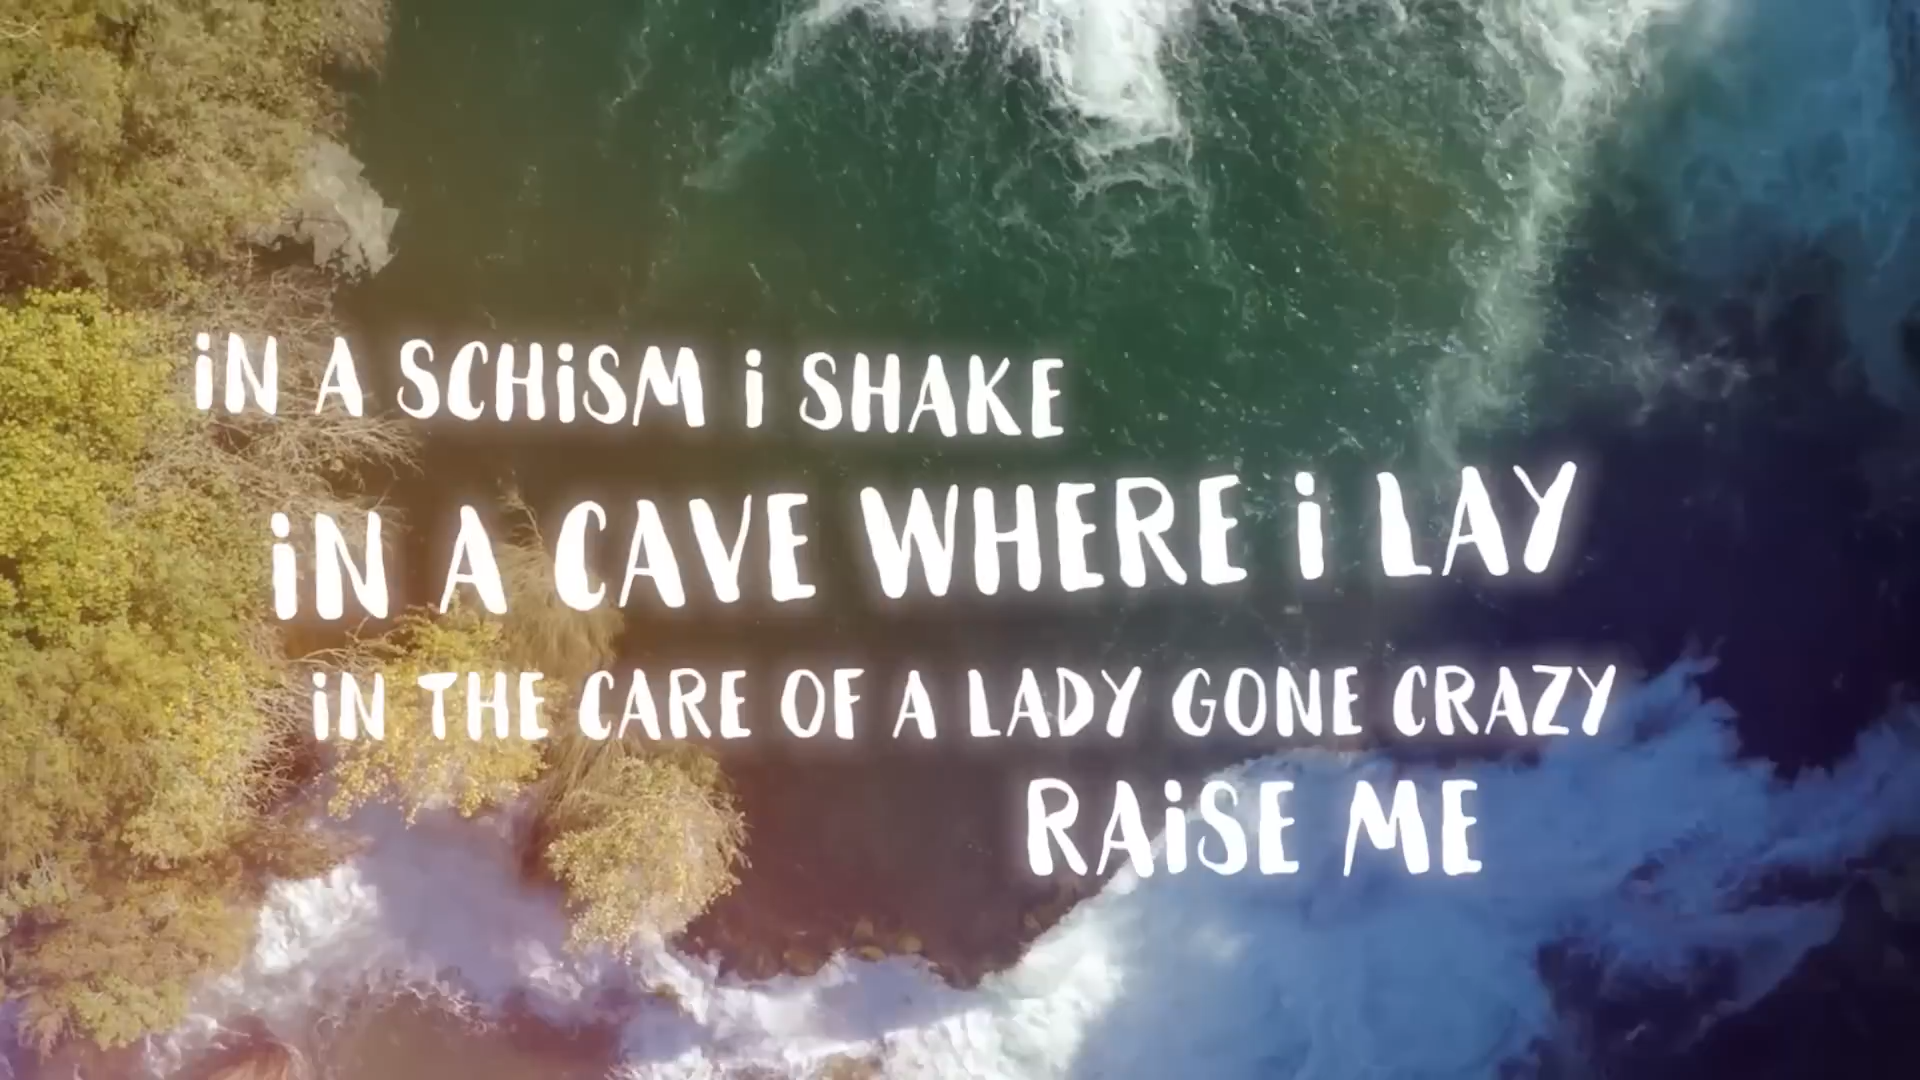 iN A SCHiSM i SHAKE
iN A CAVE WHERE i LAY
iN THE CARE OF A LADY GONE CRAZY
RAiSE ME